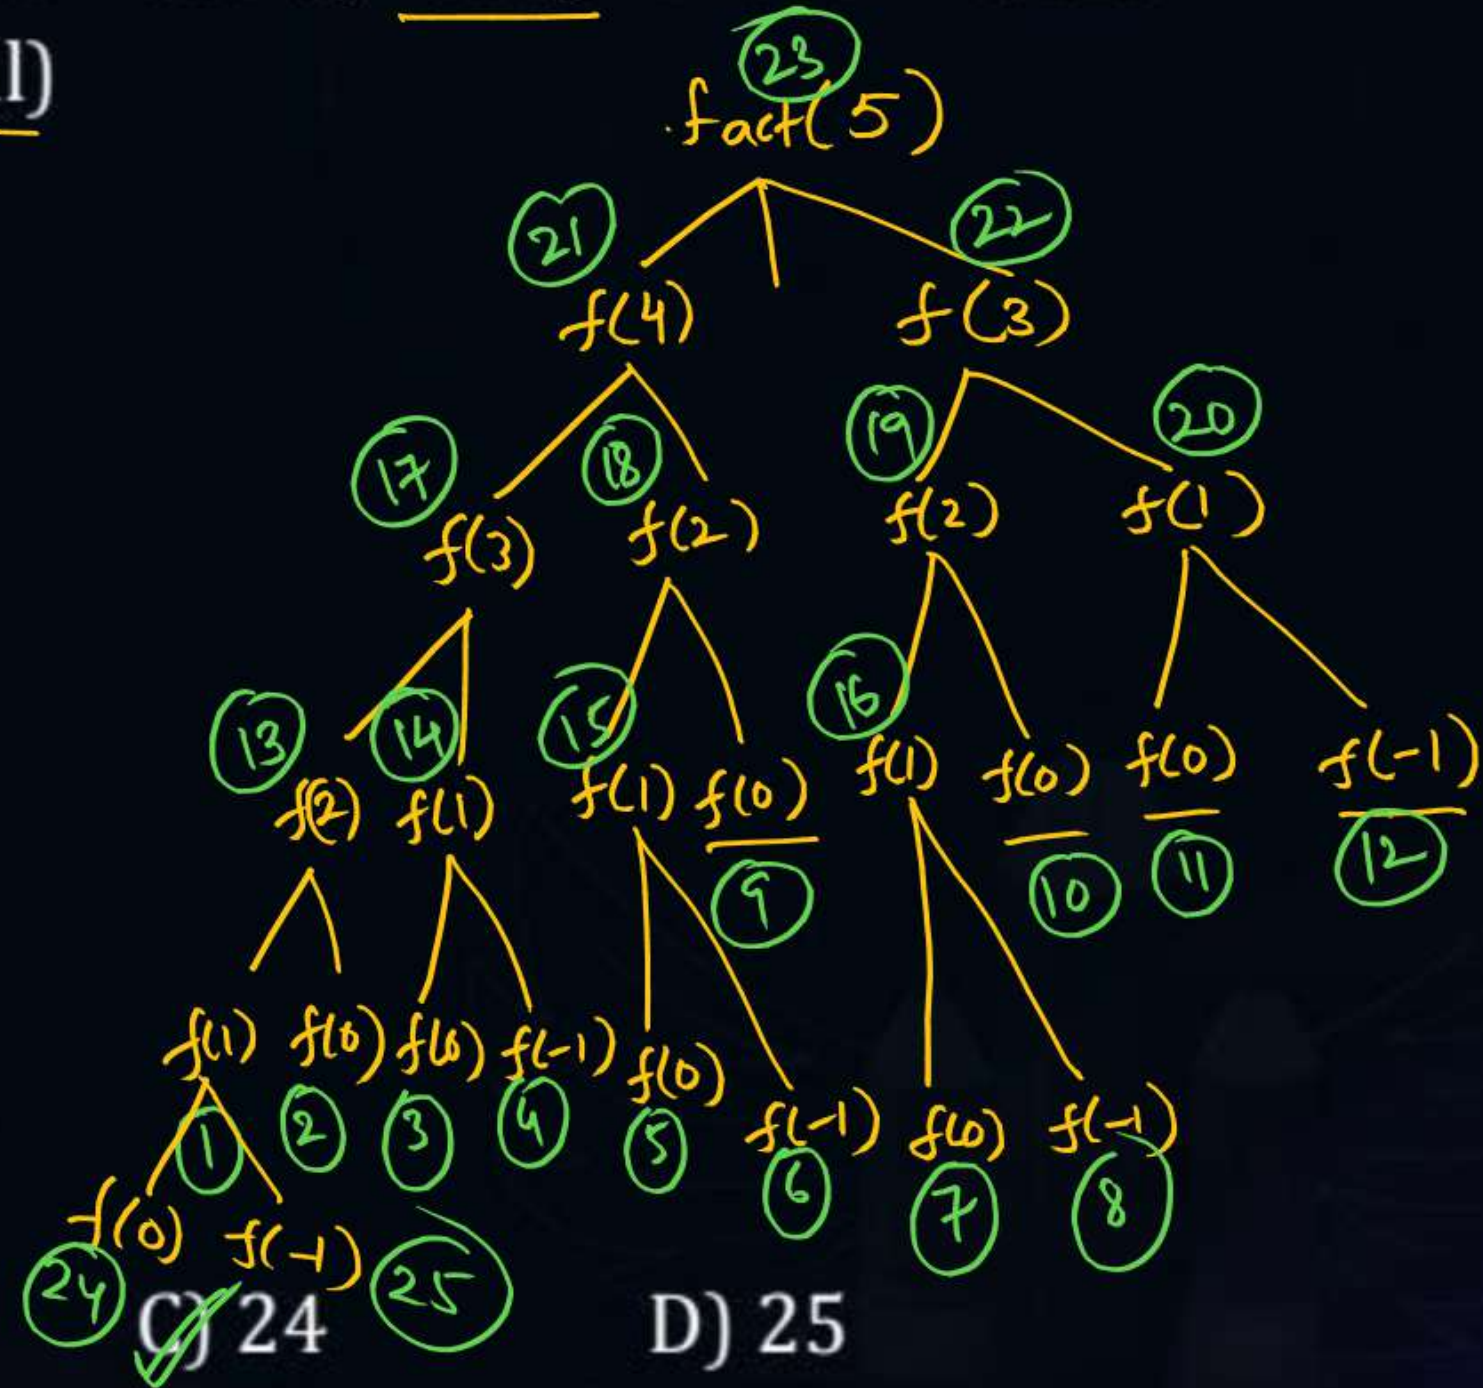 l)
23
fact(5)
21 22
f(4) f(3)
17 18 19 20
f(3) f(2) f(2) f(1)
13 14 15 16
f(2) f(1) f(1) f(0) f(1) f(0) f(0) f(-1)
9 10 11 12
f(1) f(0) f(0) f(-1) f(0) f(-1) f(0) f(-1)
1 2 3 4 5 6 7 8
f(0) f(-1)
24 25
C) 24 D) 25